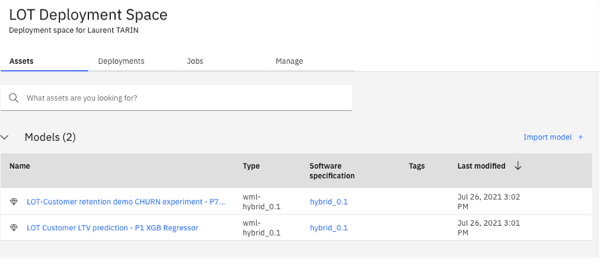 LOT Deployment Space
Deployment space for Laurent TARIN
Assets Deployments Jobs Manage
What assets are you looking for?
Models (2) Import model +
Name Type Software specification Tags Last modified
LOT-Customer retention demo CHURN experiment - P7... wml-hybrid_0.1 hybrid_0.1 Jul 26, 2021 3:02 PM
LOT Customer LTV prediction - P1 XGB Regressor wml-hybrid_0.1 hybrid_0.1 Jul 26, 2021 3:01 PM